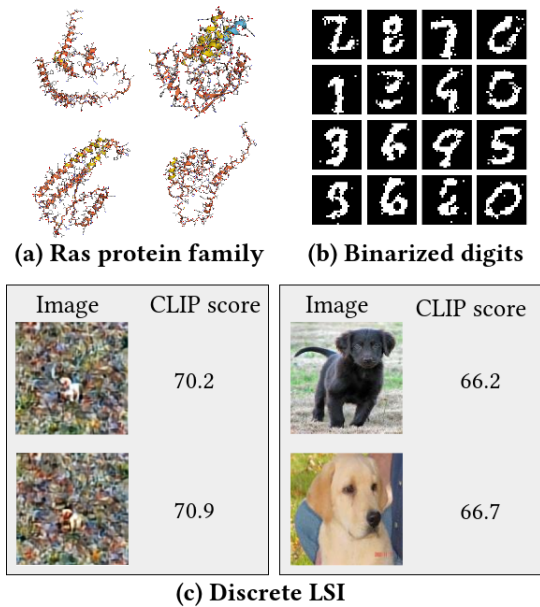 (a) Ras protein family
(b) Binarized digits
Image CLIP score
70.2
70.9
Image CLIP score
66.2
66.7
(c) Discrete LSI